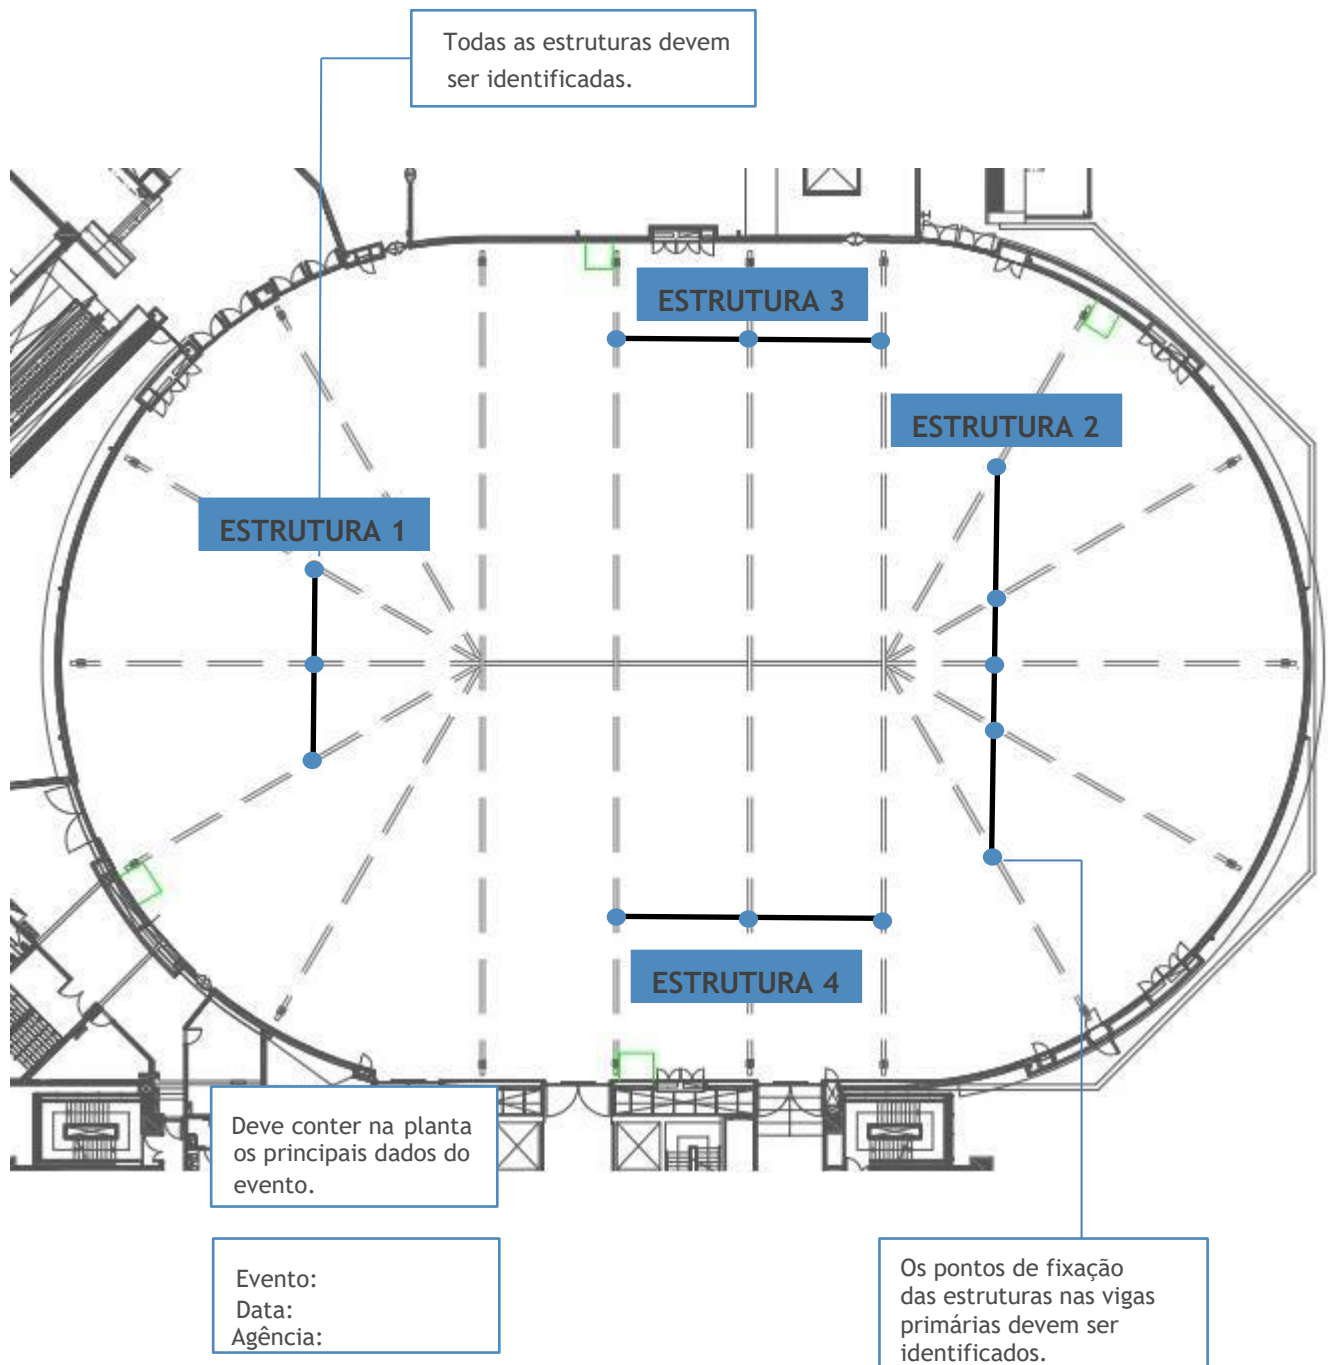 Todas as estruturas devem
ser identificadas.
ESTRUTURA 3
ESTRUTURA 2
ESTRUTURA 1
ESTRUTURA 4
Deve conter na planta
os principais dados do
evento.
Evento:
Data:
Agência:
Os pontos de fixação
das estruturas nas vigas
primárias devem ser
identificados.